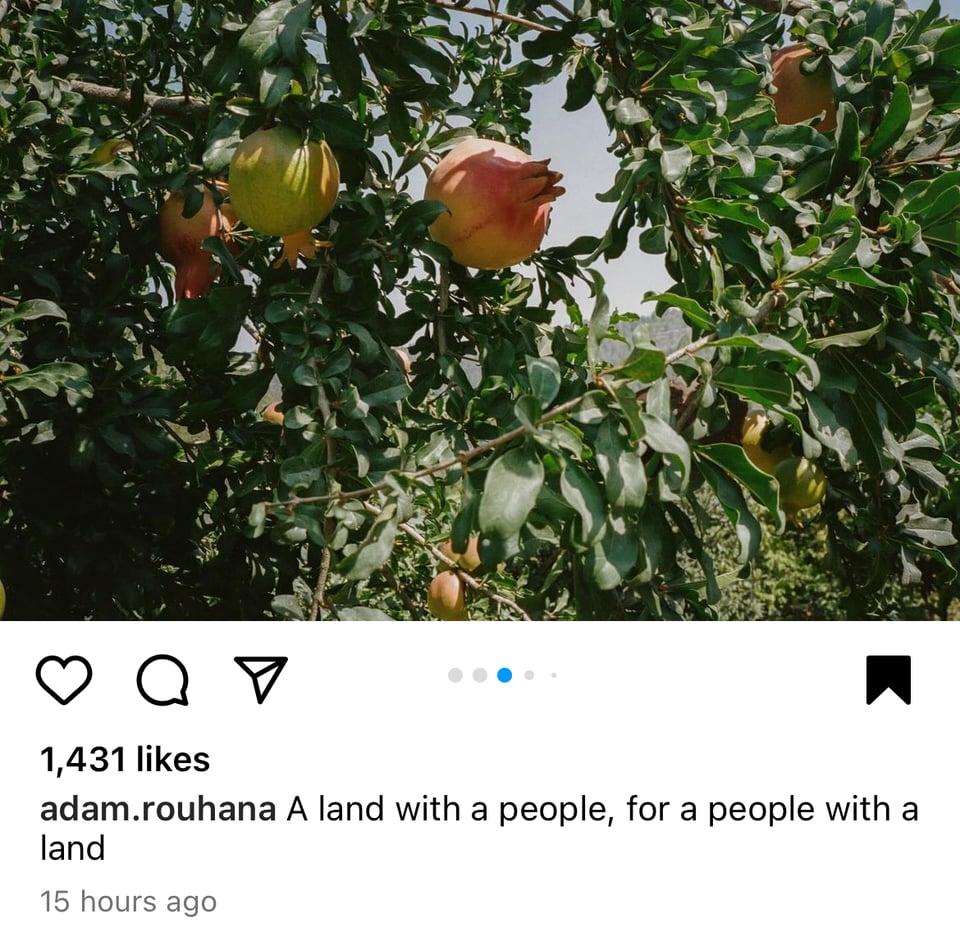 1,431 likes
adam.rouhana A land with a people, for a people with a
land
15 hours ago